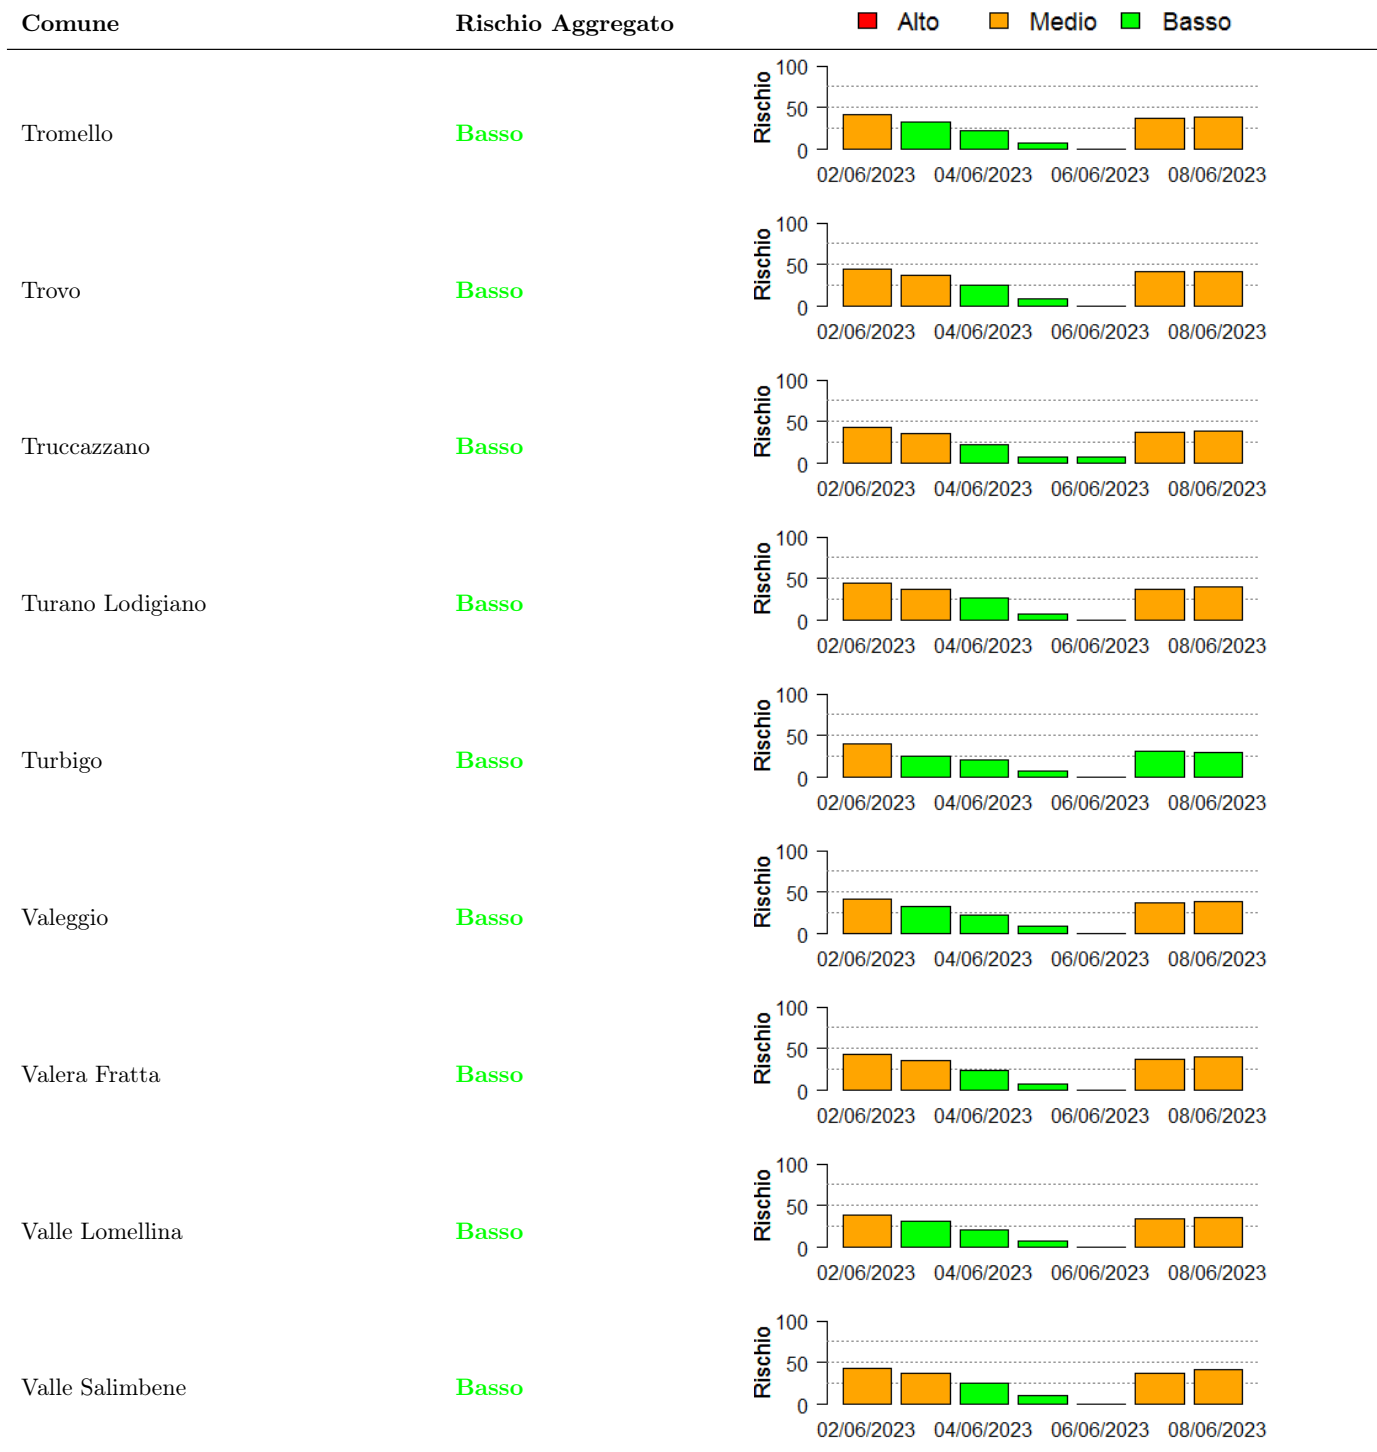 Comune Rischio Aggregato Alto Medio Basso
Tromello Basso Rischio 100 50 0
02/06/2023 04/06/2023 06/06/2023 08/06/2023
Trovo Basso Rischio 100 50 0
02/06/2023 04/06/2023 06/06/2023 08/06/2023
Truccazzano Basso Rischio 100 50 0
02/06/2023 04/06/2023 06/06/2023 08/06/2023
Turano Lodigiano Basso Rischio 100 50 0
02/06/2023 04/06/2023 06/06/2023 08/06/2023
Turbigo Basso Rischio 100 50 0
02/06/2023 04/06/2023 06/06/2023 08/06/2023
Valeggio Basso Rischio 100 50 0
02/06/2023 04/06/2023 06/06/2023 08/06/2023
Valera Fratta Basso Rischio 100 50 0
02/06/2023 04/06/2023 06/06/2023 08/06/2023
Valle Lomellina Basso Rischio 100 50 0
02/06/2023 04/06/2023 06/06/2023 08/06/2023
Valle Salimbene Basso Rischio 100 50 0
02/06/2023 04/06/2023 06/06/2023 08/06/2023